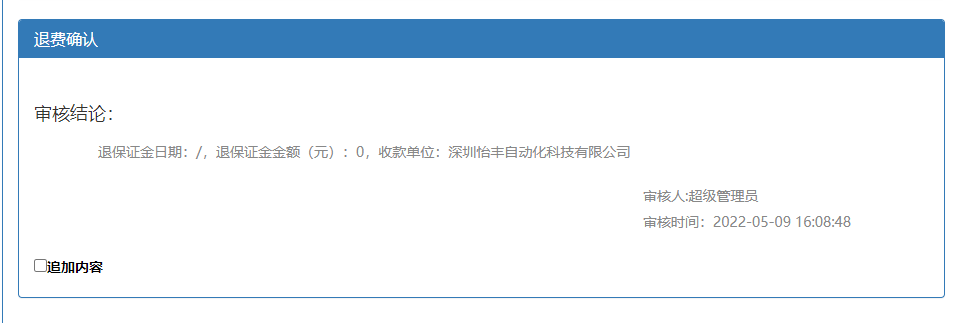 退费确认
审核结论：
退保证金日期：/，退保证金金额（元）：0，收款单位：深圳怡丰自动化科技有限公司
审核人:超级管理员
审核时间：2022-05-09 16:08:48
追加内容